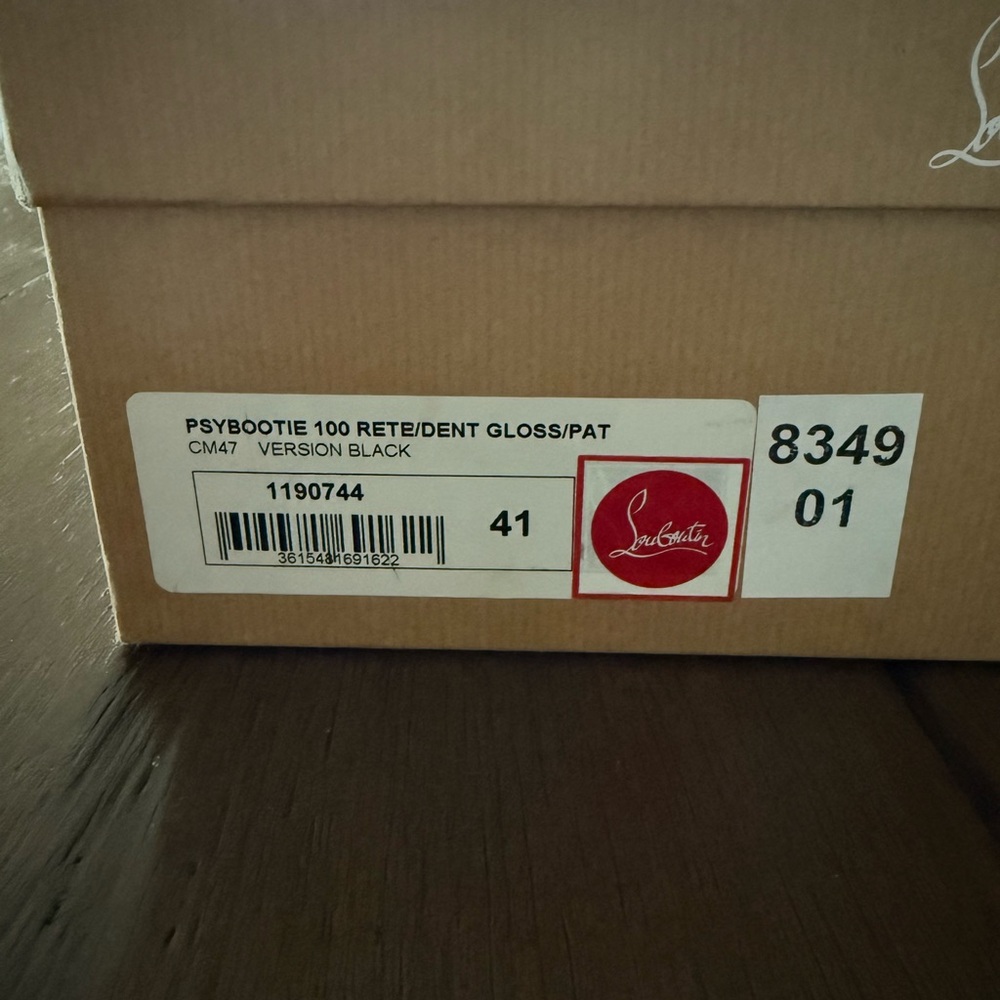 PSYBOOTIE 100 RETE/DENT GLOSS/PAT
CM47 VERSION BLACK
1190744
3615481691622
41
Louboutin
8349
01